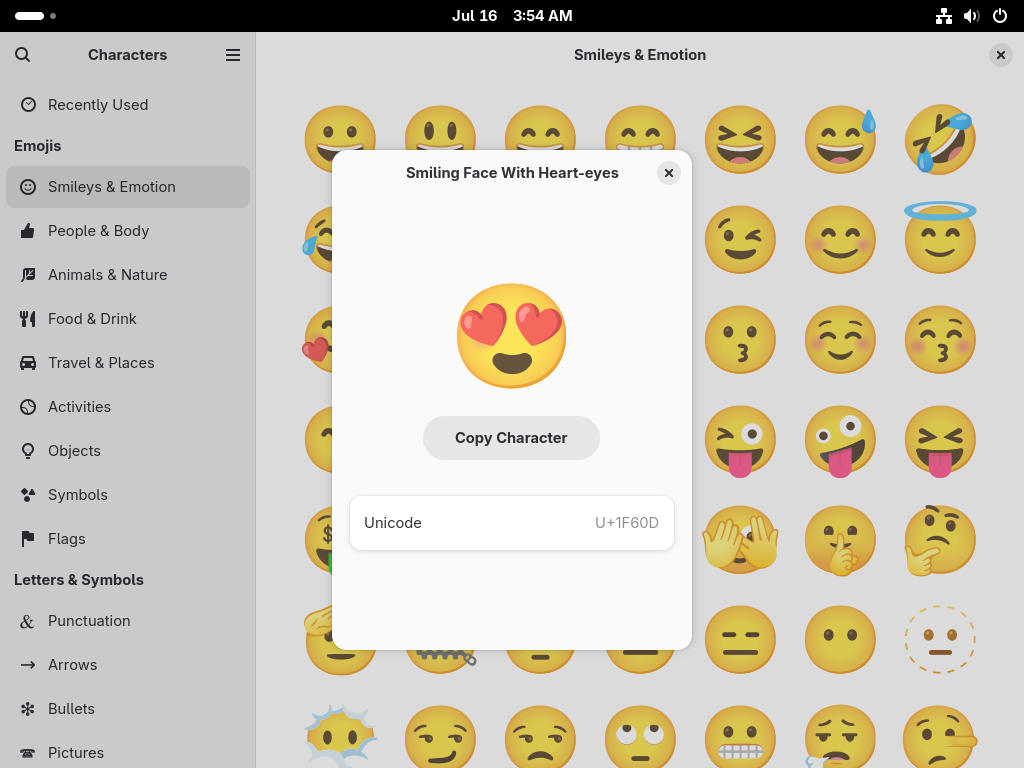 Jul 16 3:54 AM
Characters
Smileys & Emotion
Recently Used
Emojis
Smileys & Emotion
People & Body
Animals & Nature
Food & Drink
Travel & Places
Activities
Objects
Symbols
Flags
Letters & Symbols
& Punctuation
→ Arrows
Bullets
Pictures
Smiling Face With Heart-eyes
Copy Character
Unicode U+1F60D